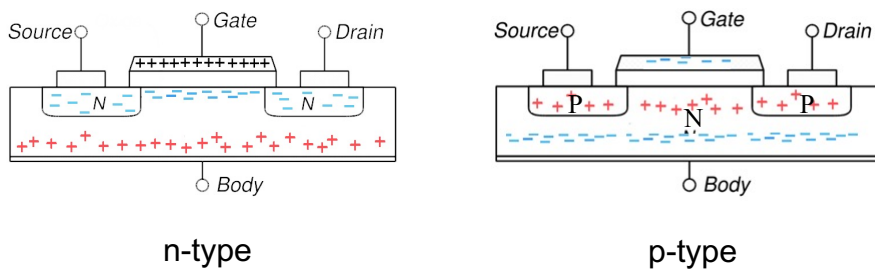 Source Gate Drain
N N
Body
n-type
Source Gate Drain
P N P
Body
p-type